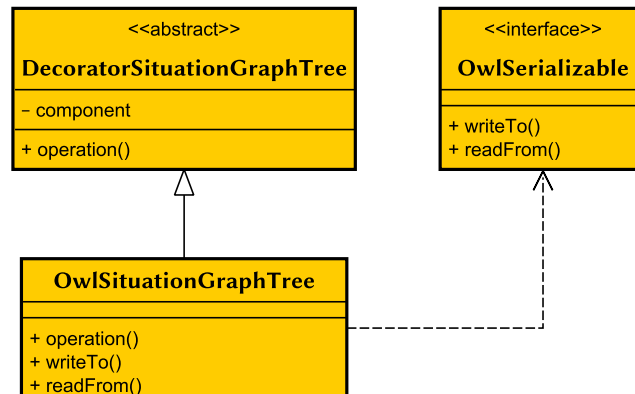 <<abstract>>
DecoratorSituationGraphTree
– component
+ operation()
<<interface>>
OwlSerializable
+ writeTo()
+ readFrom()
OwlSituationGraphTree
+ operation()
+ writeTo()
+ readFrom()